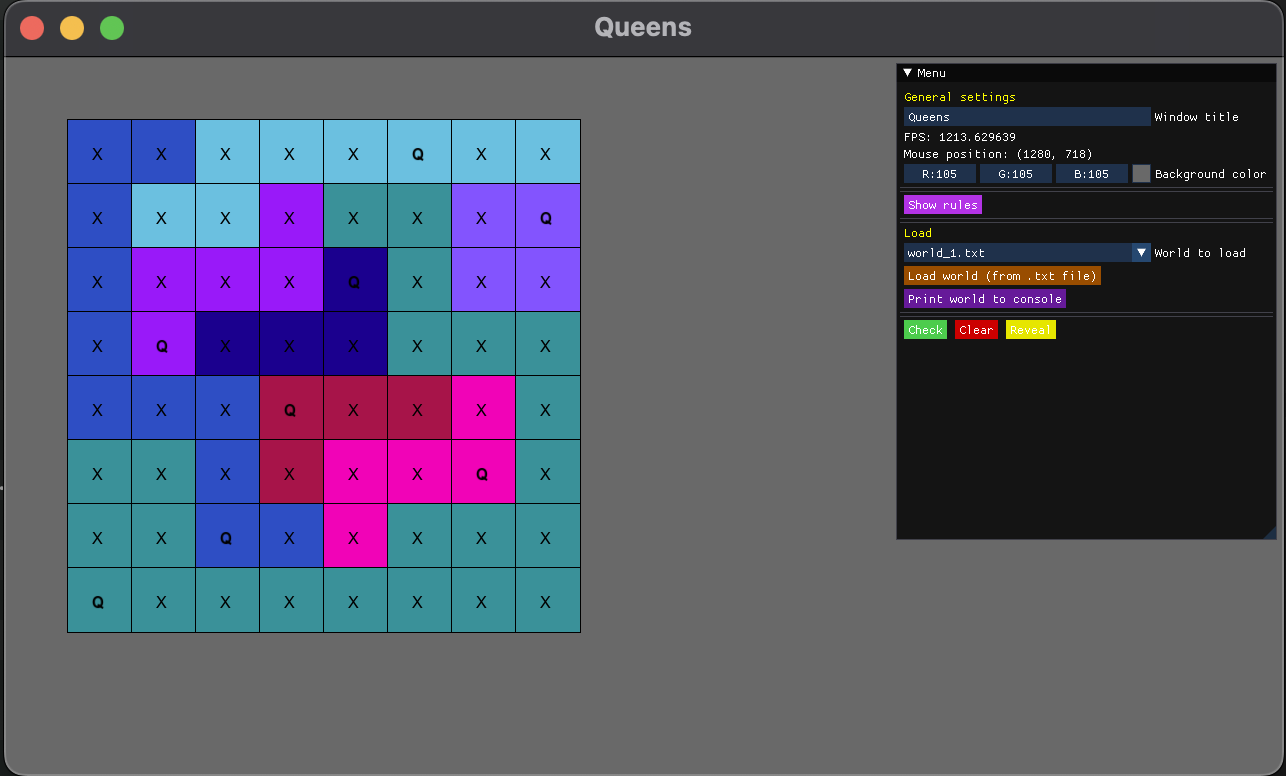 Queens
X X X X X Q X X
X X X X X X X Q
X X X X Q X X X
X Q X X X X X X
X X X Q X X X X
X X X X X X Q X
X X Q X X X X X
Q X X X X X X X
Menu
General settings
Queens Window title
FPS: 1213.629639
Mouse position: (1280, 718)
R:105 G:105 B:105 Background color
Show rules
Load
world_1.txt World to load
Load world (from .txt file)
Print world to console
Check Clear Reveal